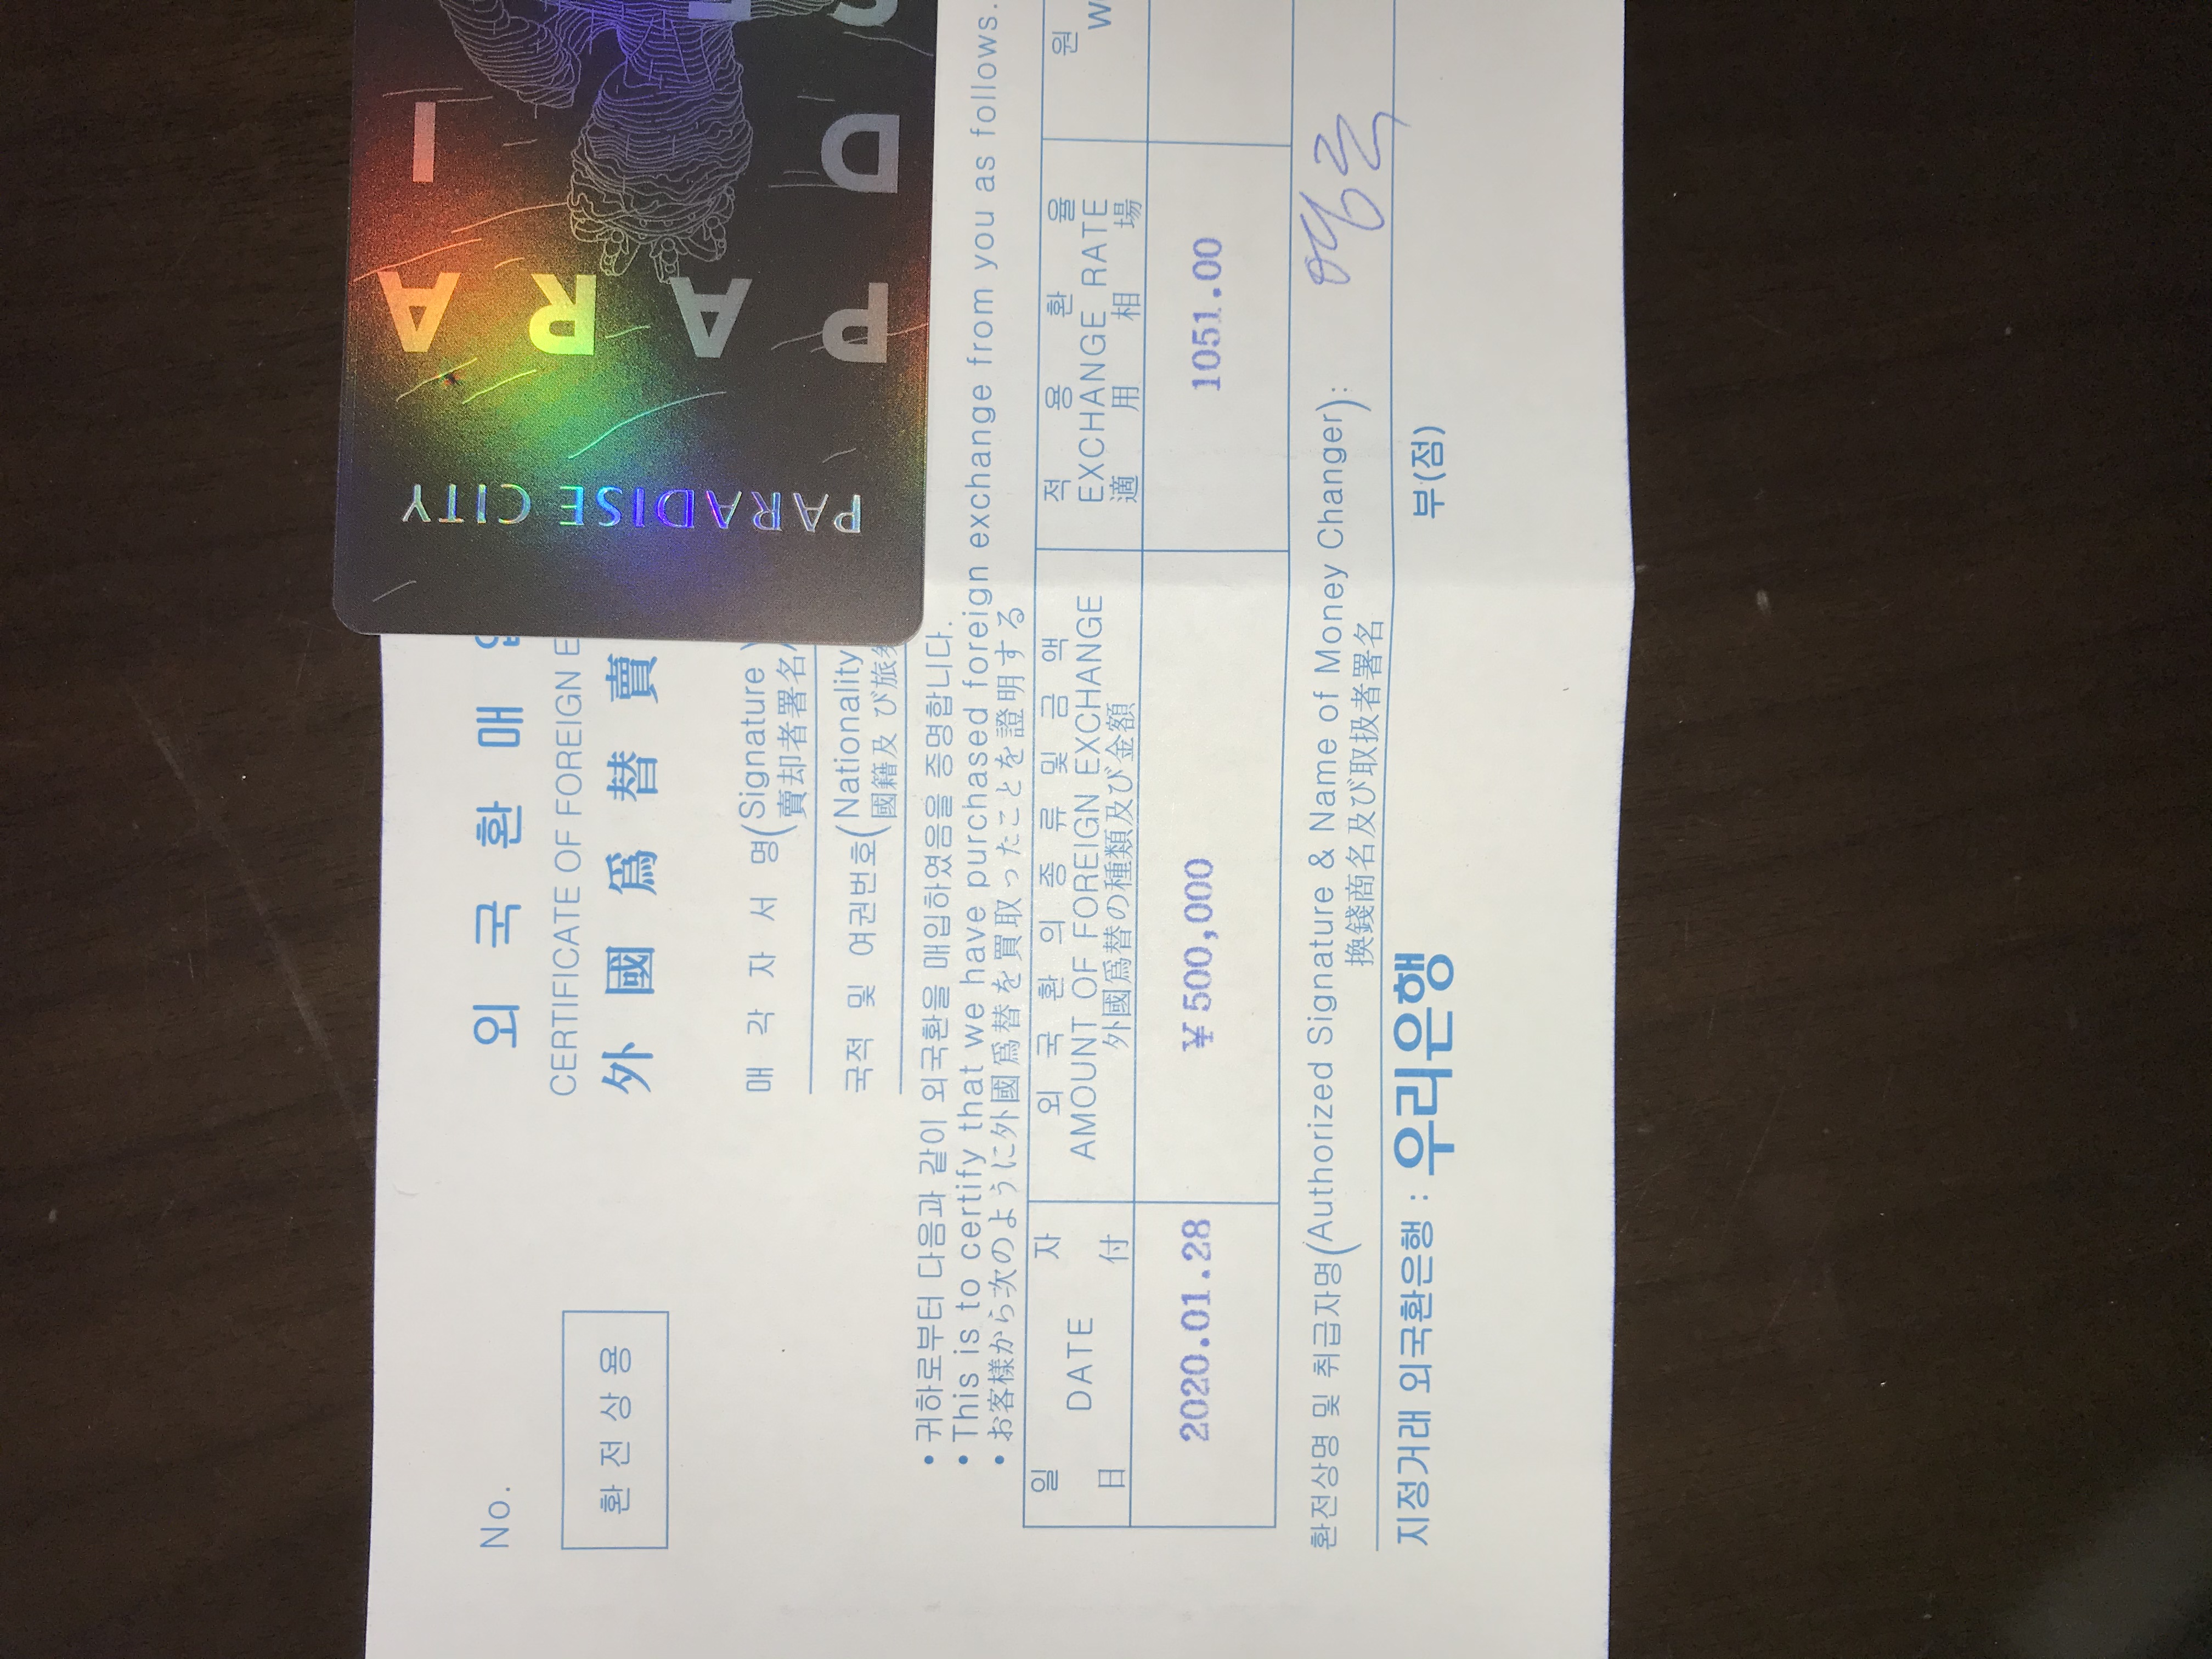 No.
환전상용
외 국 환 매
CERTIFICATE OF FOREIGN E
外 國 爲 替 賣
매 각 자 서 명(Signature )
賣却者署名
국적 및 여권번호(Nationality
國籍及び旅
• 귀하로부터 다음과 같이 외국환을 매입하였음을 증명합니다.
• This is to certify that we have purchased foreign exchange from you as follows.
• お客様から次のように外國爲替を買取ったことを證明する
일 자
DATE
日 付
외 국 환 의 종 류 및 금 액
AMOUNT OF FOREIGN EXCHANGE
外國爲替の種類及び金額
적 용 환 율
EXCHANGE RATE
適 用 相 場
원
W
2020.01.28
¥500,000
1051.00
환전상명 및 취급자명(Authorized Signature & Name of Money Changer):
換錢商名及び取扱者署名
지정거래 외국환은행 : 우리은행 부(점)
PARADISE CITY
P A R A
D I
S E